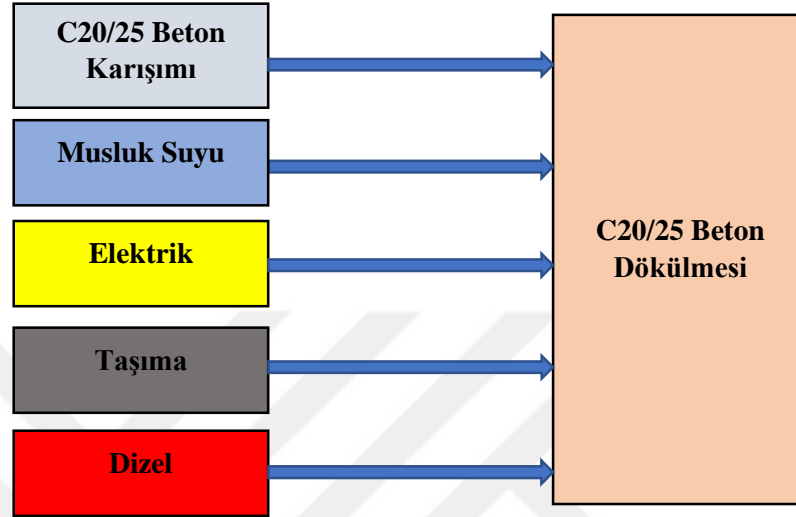 C20/25 Beton
Karışımı
Musluk Suyu
Elektrik
Taşıma
Dizel
C20/25 Beton
Dökülmesi